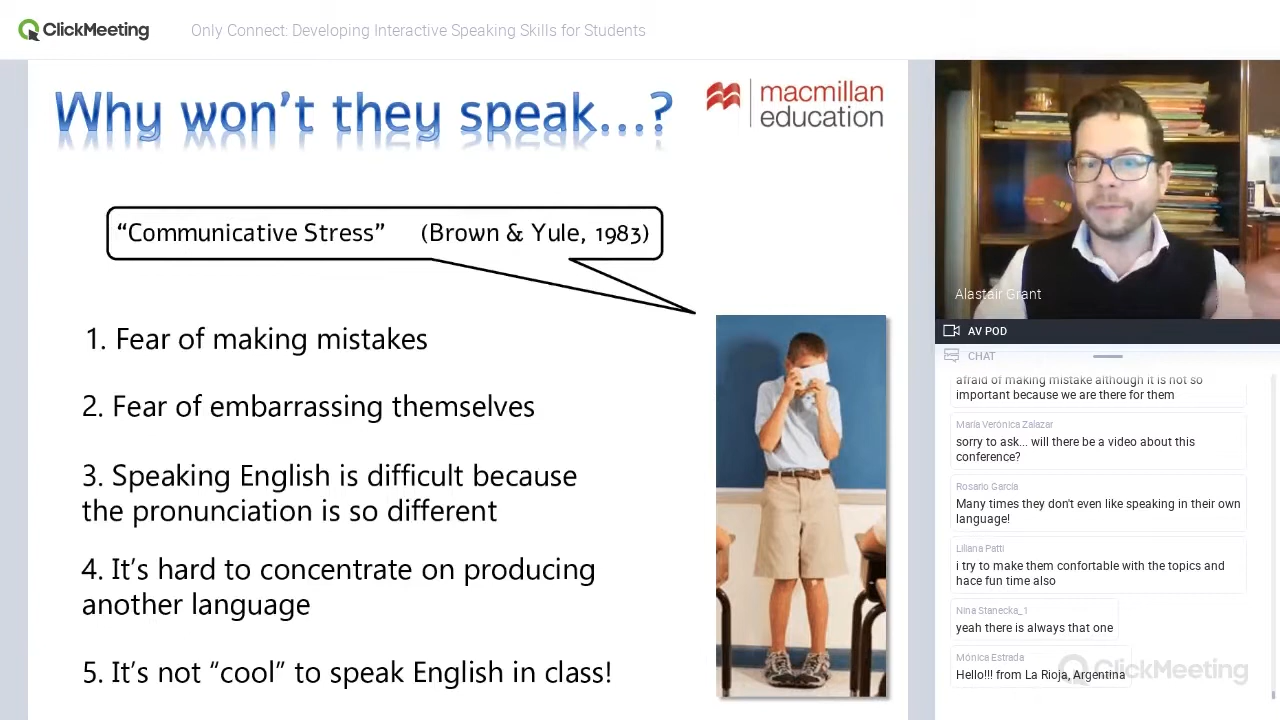 ClickMeeting
Only Connect: Developing Interactive Speaking Skills for Students
Why won't they speak...?
macmillan
education
“Communicative Stress” (Brown & Yule, 1983)
1. Fear of making mistakes
2. Fear of embarrassing themselves
3. Speaking English is difficult because
the pronunciation is so different
4. It’s hard to concentrate on producing
another language
5. It’s not “cool” to speak English in class!
Alastair Grant
AV POD
CHAT
afraid of making mistake although it is not so
important because we are there for them
María Verónica Zalazar
sorry to ask... will there be a video about this
conference?
Rosario García
Many times they don't even like speaking in their own
language!
Liliana Patti
i try to make them confortable with the topics and
hace fun time also
Nina Stanecka_1
yeah there is always that one
Mónica Estrada
Hello!!! from La Rioja, Argentina
ClickMeeting